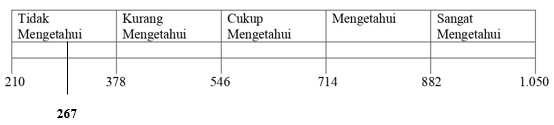 Tidak Kurang Cukup Mengetahui Sangat
Mengetahui Mengetahui Mengetahui Mengetahui
210 378 546 714 882 1.050
267